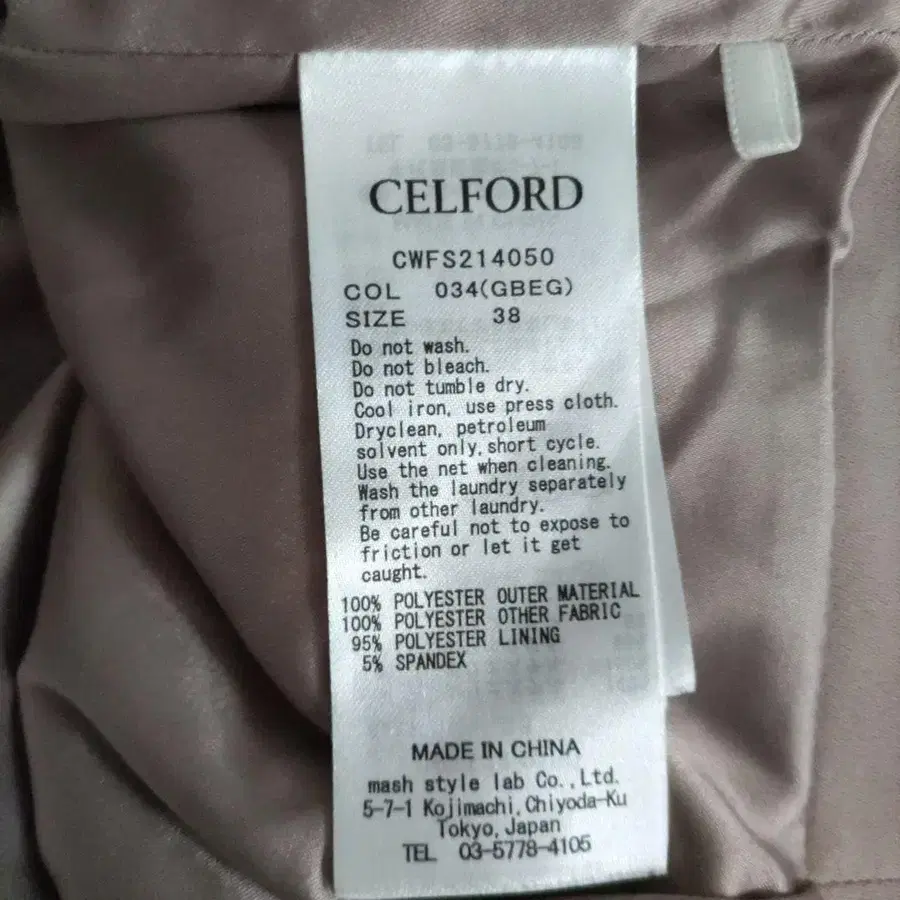 CELFORD
CWFS214050
COL 034(GBEG)
SIZE 38
Do not wash.
Do not bleach.
Do not tumble dry.
Cool iron, use press cloth.
Dryclean, petroleum
solvent only,short cycle.
Use the net when cleaning.
Wash the laundry separately
from other laundry.
Be careful not to expose to
friction or let it get
caught.
100% POLYESTER OUTER MATERIAL
100% POLYESTER OTHER FABRIC
95% POLYESTER LINING
5% SPANDEX
MADE IN CHINA
mash style lab Co.,Ltd.
5-7-1 Kojimachi,Chiyoda-Ku
Tokyo,Japan
TEL 03-5778-4105